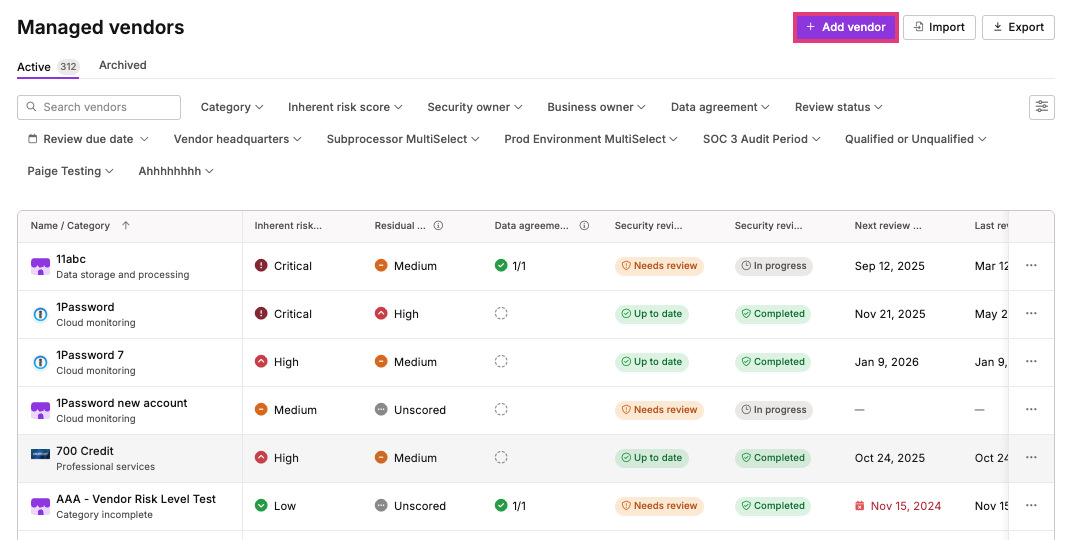 Managed vendors
+ Add vendor
Import
Export
Active 312
Archived
Search vendors
Category
Inherent risk score
Security owner
Business owner
Data agreement
Review status
Review due date
Vendor headquarters
Subprocessor MultiSelect
Prod Environment MultiSelect
SOC 3 Audit Period
Qualified or Unqualified
Paige Testing
Ahhhhhhhh
Name / Category Inherent risk... Residual ... Data agreeme... Security revi... Security revi... Next review ... Last re
11abc
Data storage and processing
Critical Medium 1/1 Needs review In progress Sep 12, 2025 Mar 12
1Password
Cloud monitoring
Critical High Up to date Completed Nov 21, 2025 May 2
1Password 7
Cloud monitoring
High Medium Up to date Completed Jan 9, 2026 Jan 9,
1Password new account
Cloud monitoring
Medium Unscored Needs review In progress — —
700 Credit
Professional services
High Medium Up to date Completed Oct 24, 2025 Oct 24
AAA - Vendor Risk Level Test
Category incomplete
Low Unscored 1/1 Needs review Completed Nov 15, 2024 Nov 15